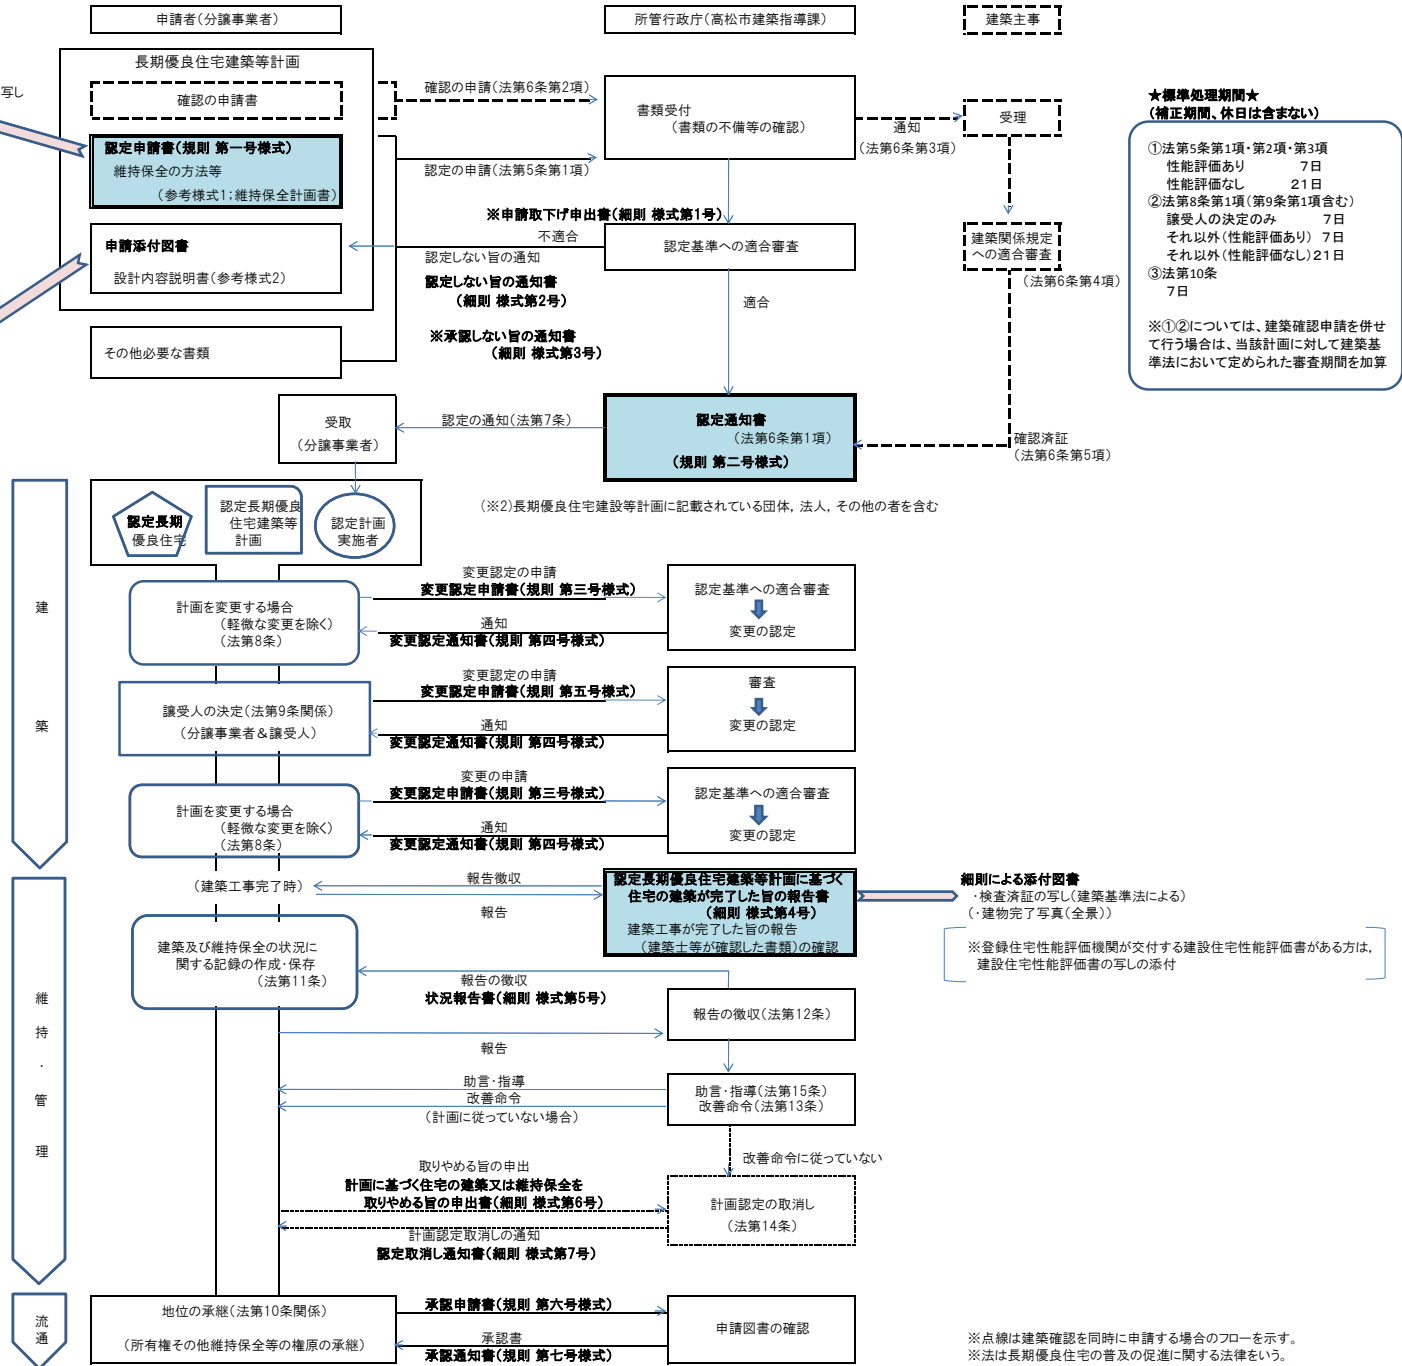 申請者(分譲事業者)
所管行政庁(高松市建築指導課)
建築主事
長期優良住宅建築等計画
写し
確認の申請書
確認の申請(法第6条第2項)
書類受付
(書類の不備等の確認)
通知
(法第6条第3項)
受理
認定申請書(規則 第一号様式)
維持保全の方法等
(参考様式1;維持保全計画書)
認定の申請(法第5条第1項)
※申請取下げ申出書(細則 様式第1号)
不適合
認定しない旨の通知
認定しない旨の通知書
(細則 様式第2号)
※承認しない旨の通知書
(細則 様式第3号)
申請添付図書
設計内容説明書(参考様式2)
その他必要な書類
認定基準への適合審査
適合
建築関係規定
への適合審査
(法第6条第4項)
★標準処理期間★
(補正期間、休日は含まない)
①法第5条第1項・第2項・第3項
性能評価あり 7日
性能評価なし 21日
②法第8条第1項(第9条第1項含む)
譲受人の決定のみ 7日
それ以外(性能評価あり) 7日
それ以外(性能評価なし)21日
③法第10条
7日
※①②については、建築確認申請を併せ
て行う場合は、当該計画に対して建築基
準法において定められた審査期間を加算
受取
(分譲事業者)
認定の通知(法第7条)
認定通知書
(法第6条第1項)
(規則 第二号様式)
確認済証
(法第6条第5項)
(※2)長期優良住宅建設等計画に記載されている団体,法人,その他の者を含む
認定長期
優良住宅
認定長期優良
住宅建築等
計画
認定計画
実施者
建
築
計画を変更する場合
(軽微な変更を除く)
(法第8条)
変更認定の申請
変更認定申請書(規則 第三号様式)
通知
変更認定通知書(規則 第四号様式)
認定基準への適合審査
変更の認定
譲受人の決定(法第9条関係)
(分譲事業者&譲受人)
変更認定の申請
変更認定申請書(規則 第五号様式)
通知
変更認定通知書(規則 第四号様式)
審査
変更の認定
計画を変更する場合
(軽微な変更を除く)
(法第8条)
変更の申請
変更認定申請書(規則 第三号様式)
通知
変更認定通知書(規則 第四号様式)
認定基準への適合審査
変更の認定
維
持
・
管
理
(建築工事完了時)
報告徴収
報告
認定長期優良住宅建築等計画に基づく
住宅の建築が完了した旨の報告書
(細則 様式第4号)
建築工事が完了した旨の報告
(建築士等が確認した書類)の確認
細則による添付図書
・検査済証の写し(建築基準法による)
(・建物完了写真(全景))
※登録住宅性能評価機関が交付する建設住宅性能評価書がある方は,
建設住宅性能評価書の写しの添付
建築及び維持保全の状況に
関する記録の作成・保存
(法第11条)
報告の徴収
状況報告書(細則 様式第5号)
報告の徴収(法第12条)
報告
助言・指導
改善命令
(計画に従っていない場合)
助言・指導(法第15条)
改善命令(法第13条)
改善命令に従っていない
取りやめる旨の申出
計画に基づく住宅の建築又は維持保全を
取りやめる旨の申出書(細則 様式第6号)
計画認定取消しの通知
認定取消し通知書(細則 様式第7号)
計画認定の取消し
(法第14条)
流
通
地位の承継(法第10条関係)
(所有権その他維持保全等の権原の承継)
承認申請書(規則 第六号様式)
承認書
承認通知書(規則 第七号様式)
申請図書の確認
※点線は建築確認を同時に申請する場合のフローを示す。
※法は長期優良住宅の普及の促進に関する法律をいう。